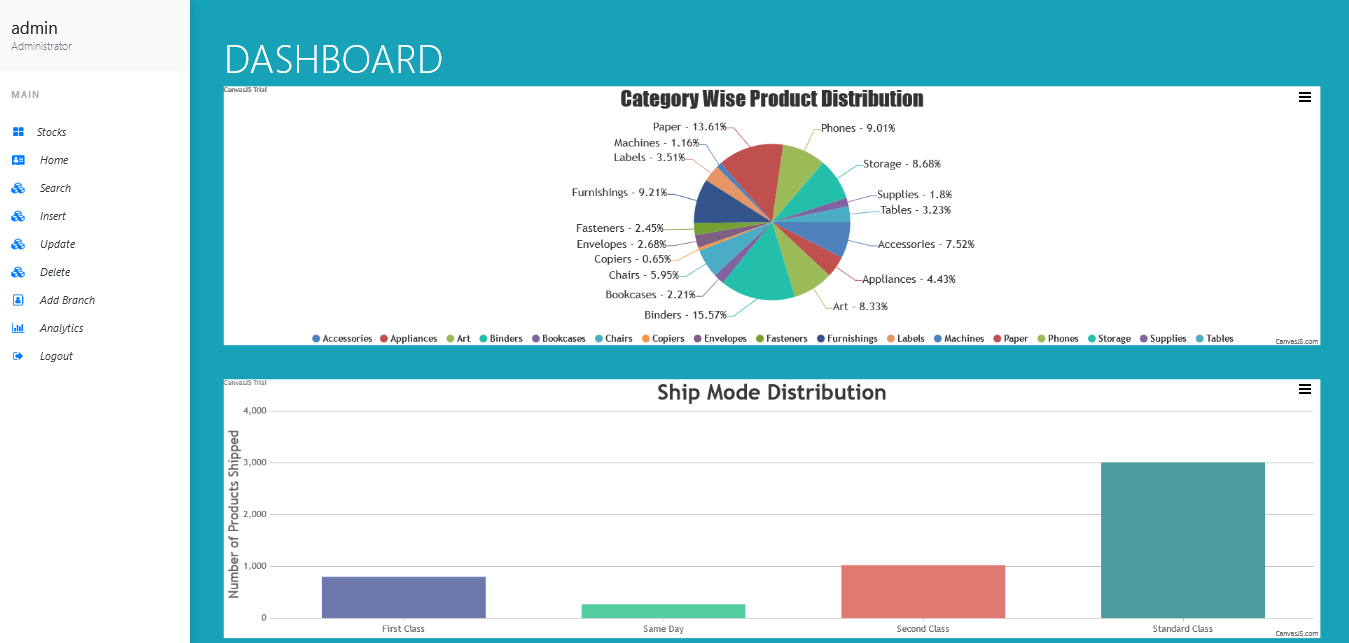 admin
Administrator
MAIN
Stocks
Home
Search
Insert
Update
Delete
Add Branch
Analytics
Logout
DASHBOARD
CanvasJS Trial
Category Wise Product Distribution
Paper - 13.61%
Phones - 9.01%
Machines - 1.16%
Labels - 3.51%
Storage - 8.68%
Furnishings - 9.21%
Supplies - 1.8%
Tables - 3.23%
Fasteners - 2.45%
Envelopes - 2.68%
Accessories - 7.52%
Copiers - 0.65%
Chairs - 5.95%
Appliances - 4.43%
Bookcases - 2.21%
Art - 8.33%
Binders - 15.57%
Accessories Appliances Art Binders Bookcases Chairs Copiers Envelopes Fasteners Furnishings Labels Machines Paper Phones Storage Supplies Tables
CanvasJS.com
CanvasJS Trial
Ship Mode Distribution
Number of Products Shipped
4,000
3,000
2,000
1,000
0
First Class Same Day Second Class Standard Class
CanvasJS.com